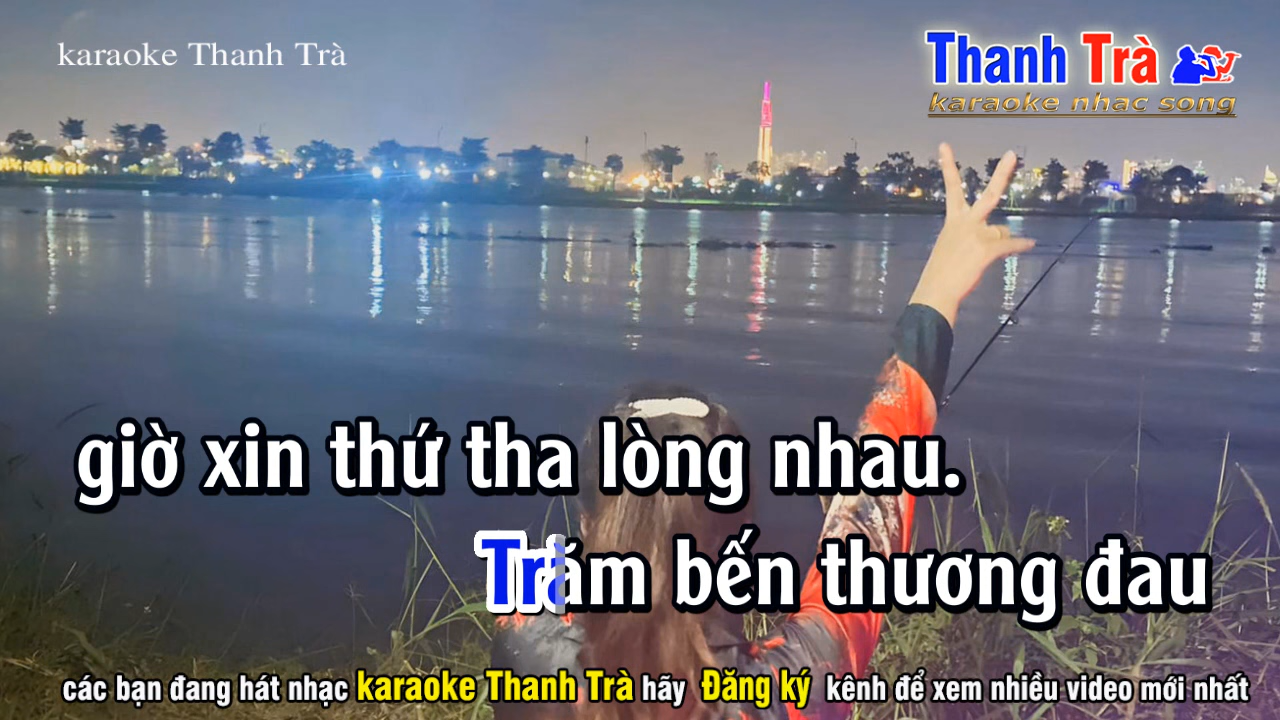 karaoke Thanh Trà
Thanh Trà
karaoke nhac song
giờ xin thứ tha lòng nhau.
Trăm bến thương đau
các bạn đang hát nhạc karaoke Thanh Trà hãy Đăng ký kênh để xem nhiều video mới nhất